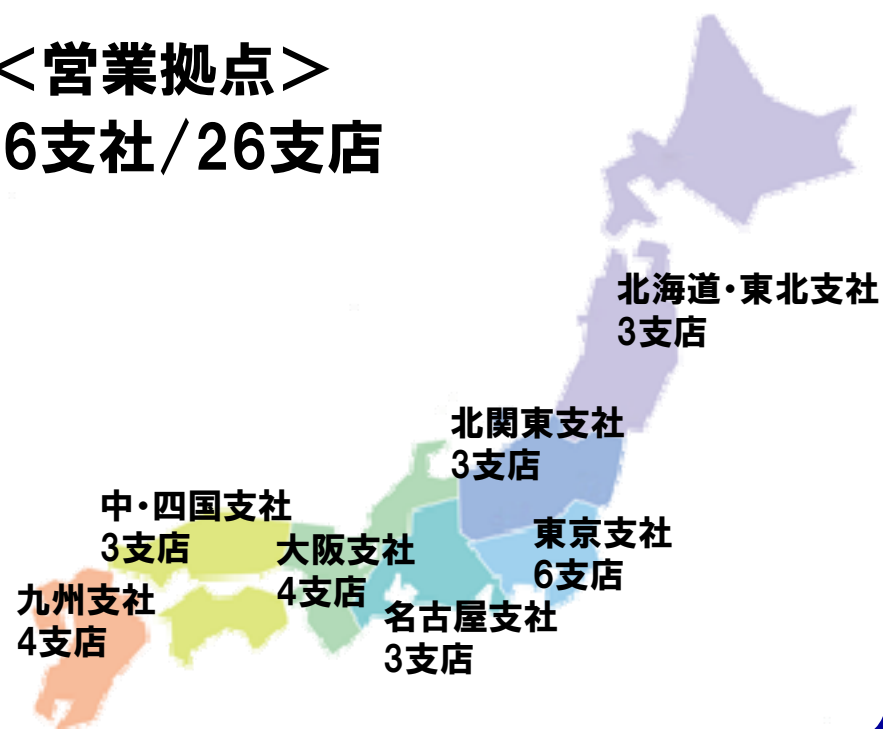 ＜営業拠点＞
6支社/26支店
北海道・東北支社
3支店
北関東支社
3支店
中・四国支社
3支店
大阪支社
4支店
東京支社
6支店
九州支社
4支店
名古屋支社
3支店